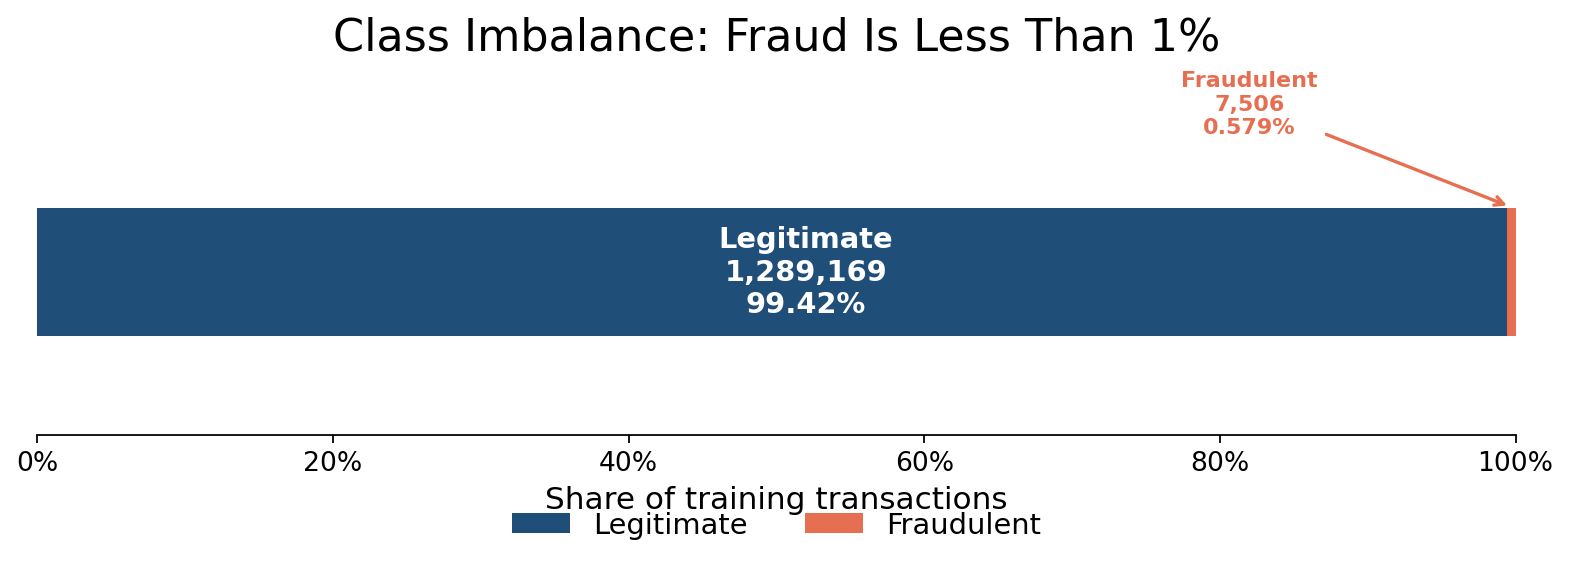 Class Imbalance: Fraud Is Less Than 1%
Fraudulent
7,506
0.579%
Legitimate
1,289,169
99.42%
0% 20% 40% 60% 80% 100%
Share of training transactions
Legitimate Fraudulent